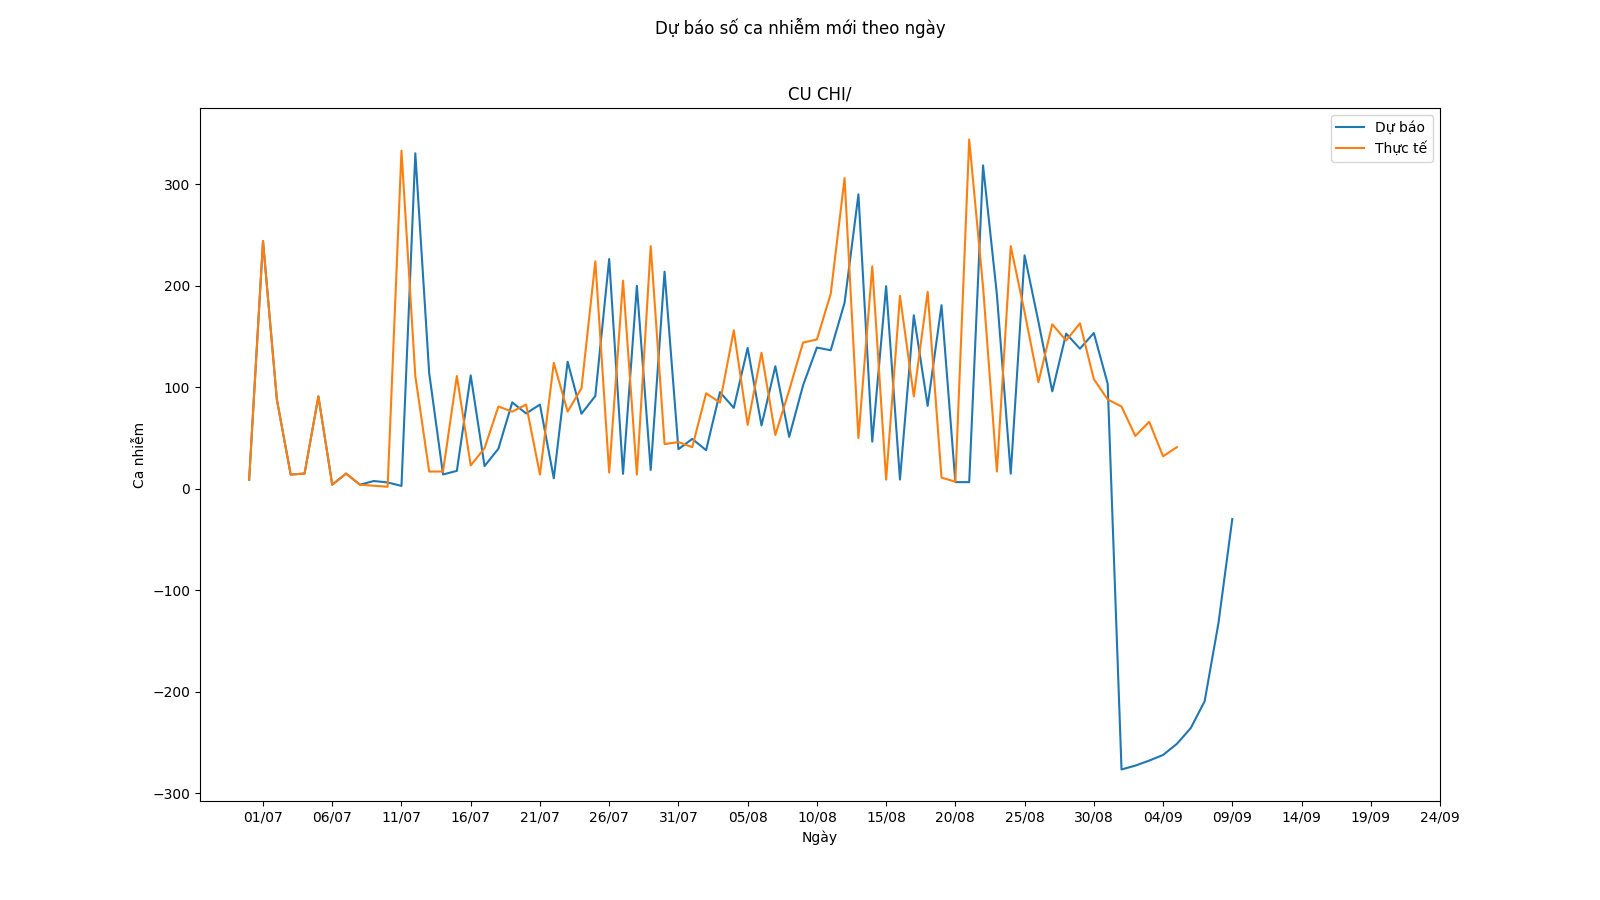 Dự báo số ca nhiễm mới theo ngày
CU CHI/
Dự báo
Thực tế
300
200
100
0
−100
−200
−300
Ca nhiễm
01/07 06/07 11/07 16/07 21/07 26/07 31/07 05/08 10/08 15/08 20/08 25/08 30/08 04/09 09/09 14/09 19/09 24/09
Ngày